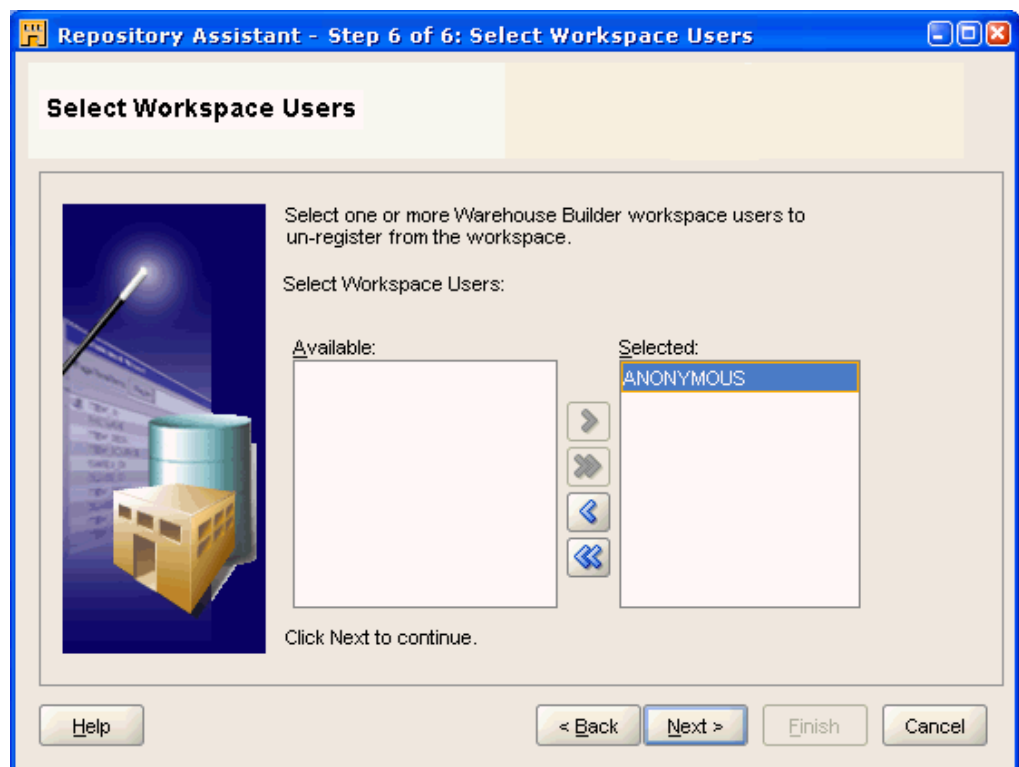 Repository Assistant - Step 6 of 6: Select Workspace Users
Select Workspace Users
Select one or more Warehouse Builder workspace users to
un-register from the workspace.
Select Workspace Users:
Available:
Selected:
ANONYMOUS
Click Next to continue.
Help
< Back
Next >
Finish
Cancel